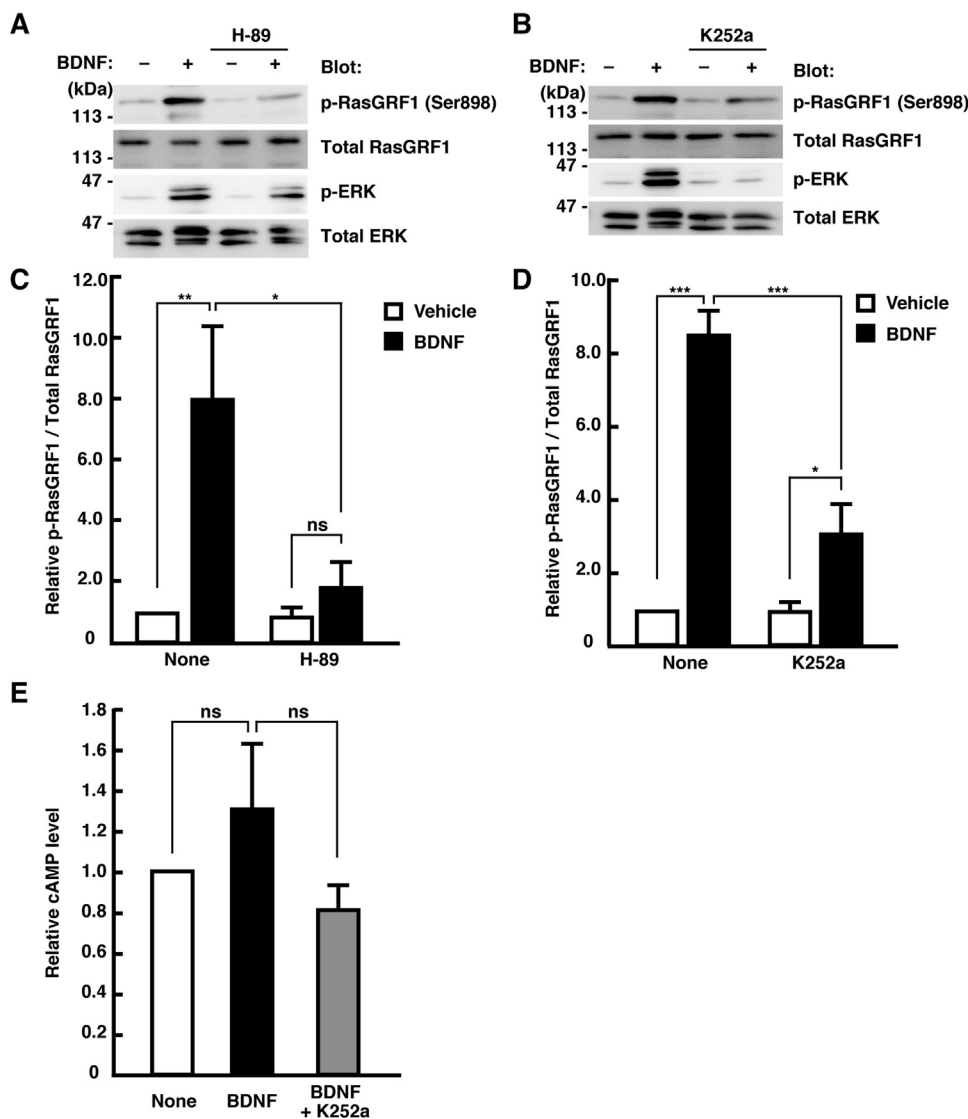 A
H-89
BDNF: – + – + Blot:
(kDa)
113 -
p-RasGRF1 (Ser898)
113 -
Total RasGRF1
47 -
p-ERK
47 -
Total ERK
B
K252a
BDNF: – + – + Blot:
(kDa)
113 -
p-RasGRF1 (Ser898)
113 -
Total RasGRF1
47 -
p-ERK
47 -
Total ERK
C
Relative p-RasGRF1 / Total RasGRF1
12.0
10.0
8.0
6.0
4.0
2.0
0
** *
ns
Vehicle
BDNF
None H-89
D
Relative p-RasGRF1 / Total RasGRF1
10.0
8.0
6.0
4.0
2.0
0
*** ***
*
Vehicle
BDNF
None K252a
E
Relative cAMP level
1.8
1.6
1.4
1.2
1.0
0.8
0.6
0.4
0.2
0
ns ns
None BDNF BDNF
+ K252a